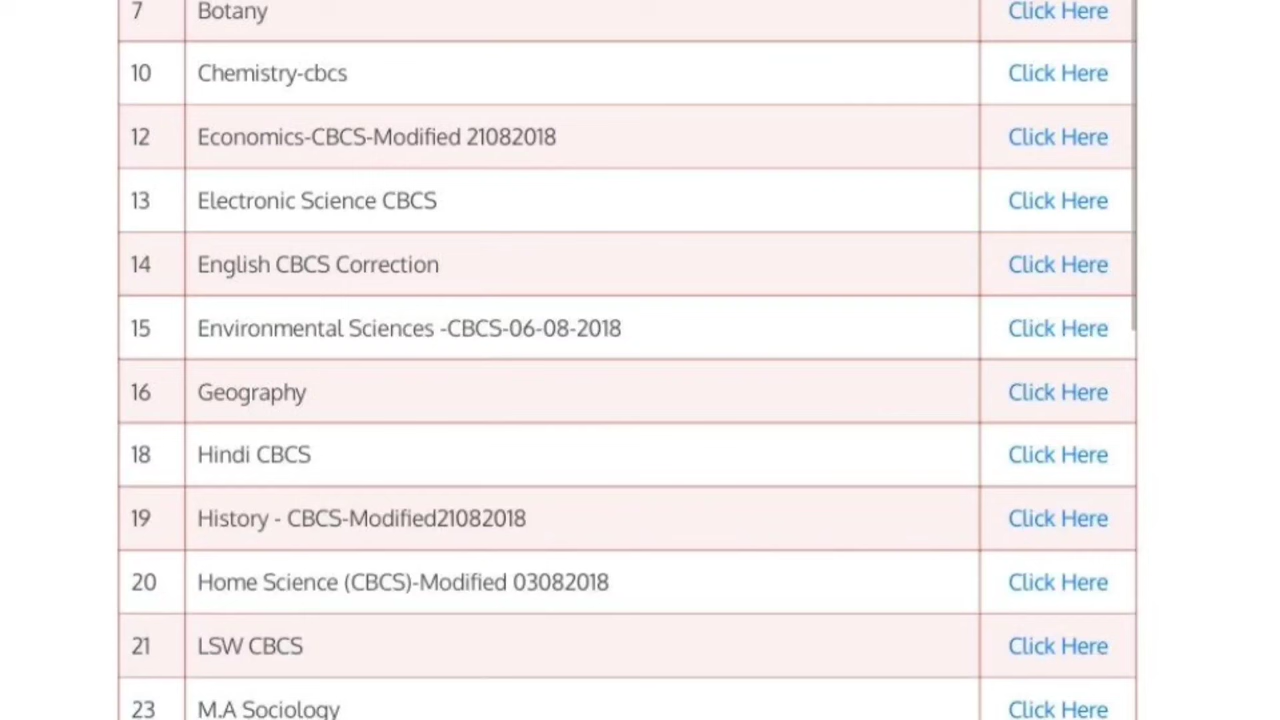 7 Botany Click Here
10 Chemistry-cbcs Click Here
12 Economics-CBCS-Modified 21082018 Click Here
13 Electronic Science CBCS Click Here
14 English CBCS Correction Click Here
15 Environmental Sciences -CBCS-06-08-2018 Click Here
16 Geography Click Here
18 Hindi CBCS Click Here
19 History - CBCS-Modified21082018 Click Here
20 Home Science (CBCS)-Modified 03082018 Click Here
21 LSW CBCS Click Here
23 M.A Sociology Click Here